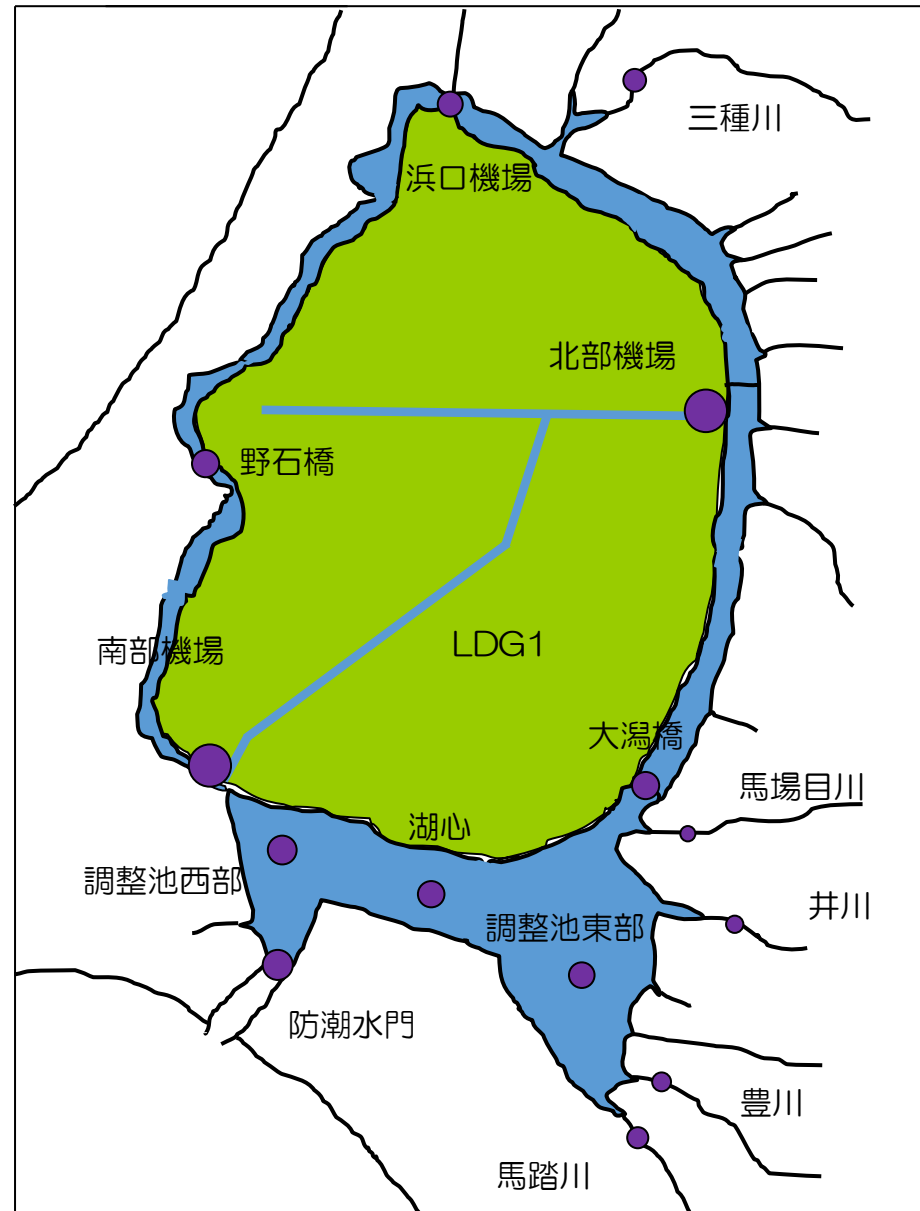 三種川
浜口機場
北部機場
野石橋
LDG1
南部機場
大潟橋
馬場目川
湖心
調整池西部
井川
調整池東部
防潮水門
豊川
馬踏川